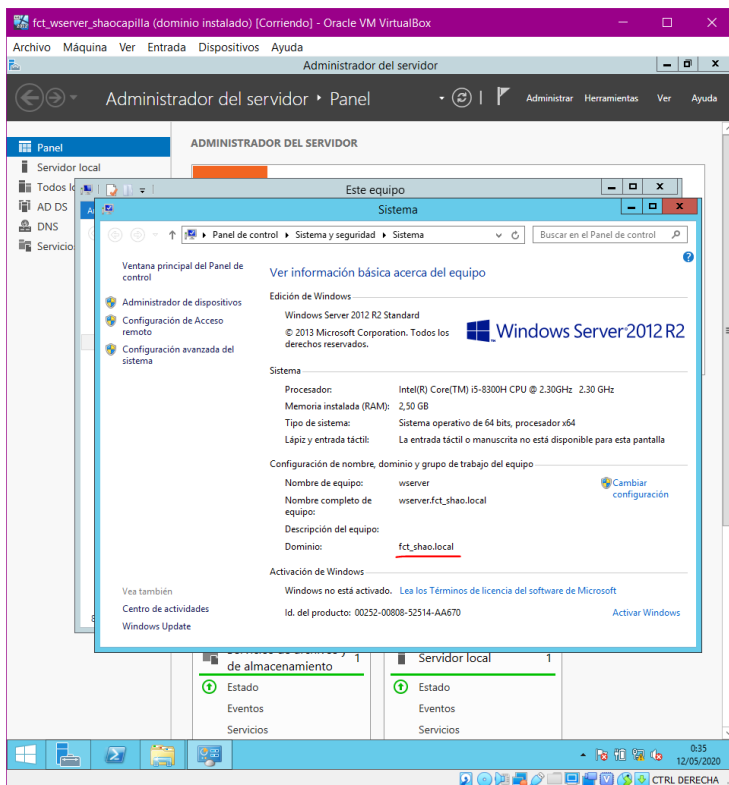 fct_wserver_shaocapilla (dominio instalado) [Corriendo] - Oracle VM VirtualBox
Archivo Máquina Ver Entrada Dispositivos Ayuda
Administrador del servidor
Administrador del servidor Panel
Administrar Herramientas Ver Ayuda
Panel
ADMINISTRADOR DEL SERVIDOR
Servidor local
Todos
AD DS
DNS
Este equipo
Sistema
Panel de control Sistema y seguridad Sistema
Buscar en el Panel de control
Ventana principal del Panel de
control
Administrador de dispositivos
Configuración de Acceso
remoto
Configuración avanzada del
sistema
Ver información básica acerca del equipo
Edición de Windows
Windows Server 2012 R2 Standard
© 2013 Microsoft Corporation. Todos los
derechos reservados.
Windows Server 2012 R2
Sistema
Procesador: Intel(R) Core(TM) i5-8300H CPU @ 2.30GHz 2.30 GHz
Memoria instalada (RAM): 2,50 GB
Tipo de sistema: Sistema operativo de 64 bits, procesador x64
Lápiz y entrada táctil: La entrada táctil o manuscrita no está disponible para esta pantalla
Configuración de nombre, dominio y grupo de trabajo del equipo
Nombre de equipo: wserver
Cambiar
configuración
Nombre completo de
equipo: wserver.fct_shao.local
Descripción del equipo:
Dominio: fct_shao.local
Activación de Windows
Windows no está activado. Lea los Términos de licencia del software de Microsoft
Id. del producto: 00252-00808-52514-AA670
Activar Windows
Vea también
Centro de actividades
Windows Update
de almacenamiento 1
Servidor local 1
Estado
Eventos
Servicios
Estado
Eventos
Servicios
0:35
12/05/2020
CTRL DERECHA